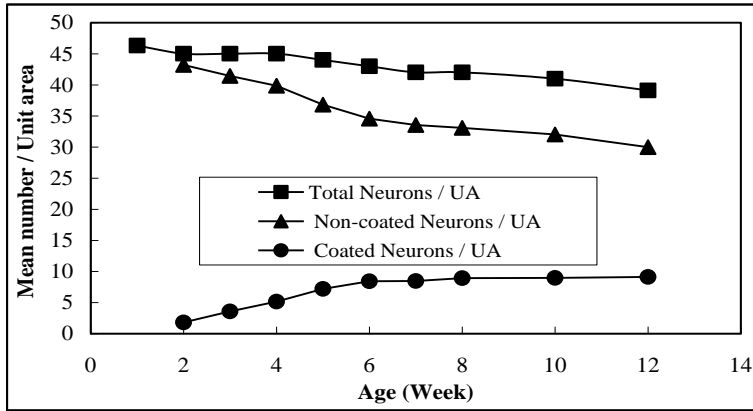 50
45
40
35
30
25
20
15
10
5
0
Mean number / Unit area
Total Neurons / UA
Non-coated Neurons / UA
Coated Neurons / UA
0 2 4 6 8 10 12 14
Age (Week)